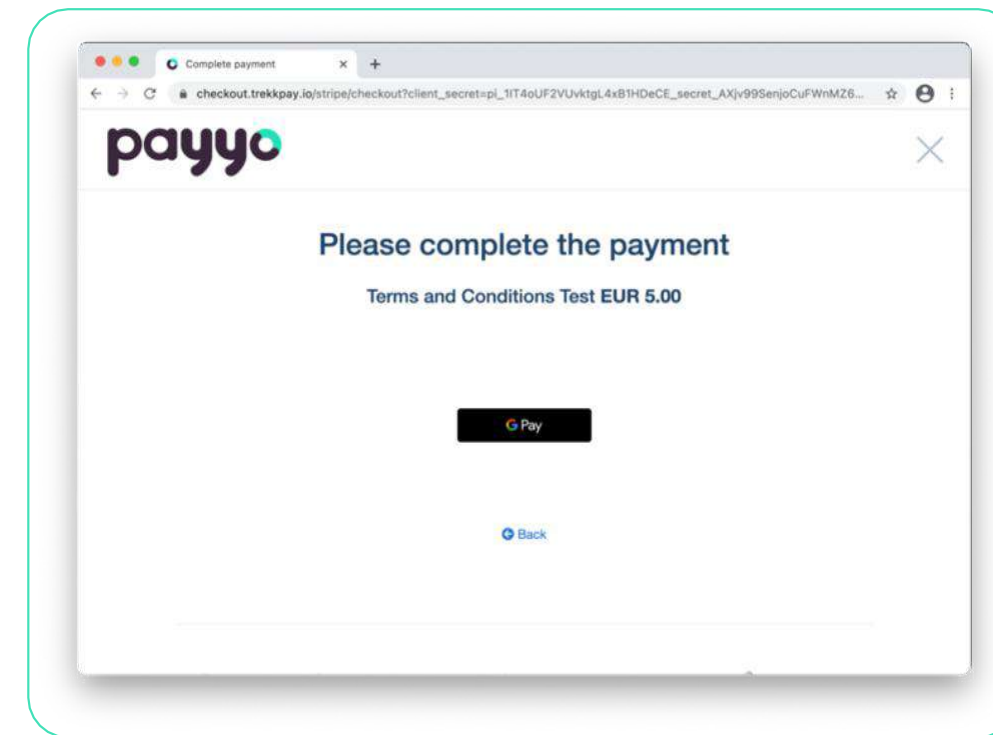 Complete payment
checkout.trekkpay.io/stripe/checkout?client_secret=pi_1IT4oUF2VUvktgL4xB1HDeCE_secret_AXjv99SenjoCuFWnMZ6...
payyo
Please complete the payment
Terms and Conditions Test EUR 5.00
G Pay
Back